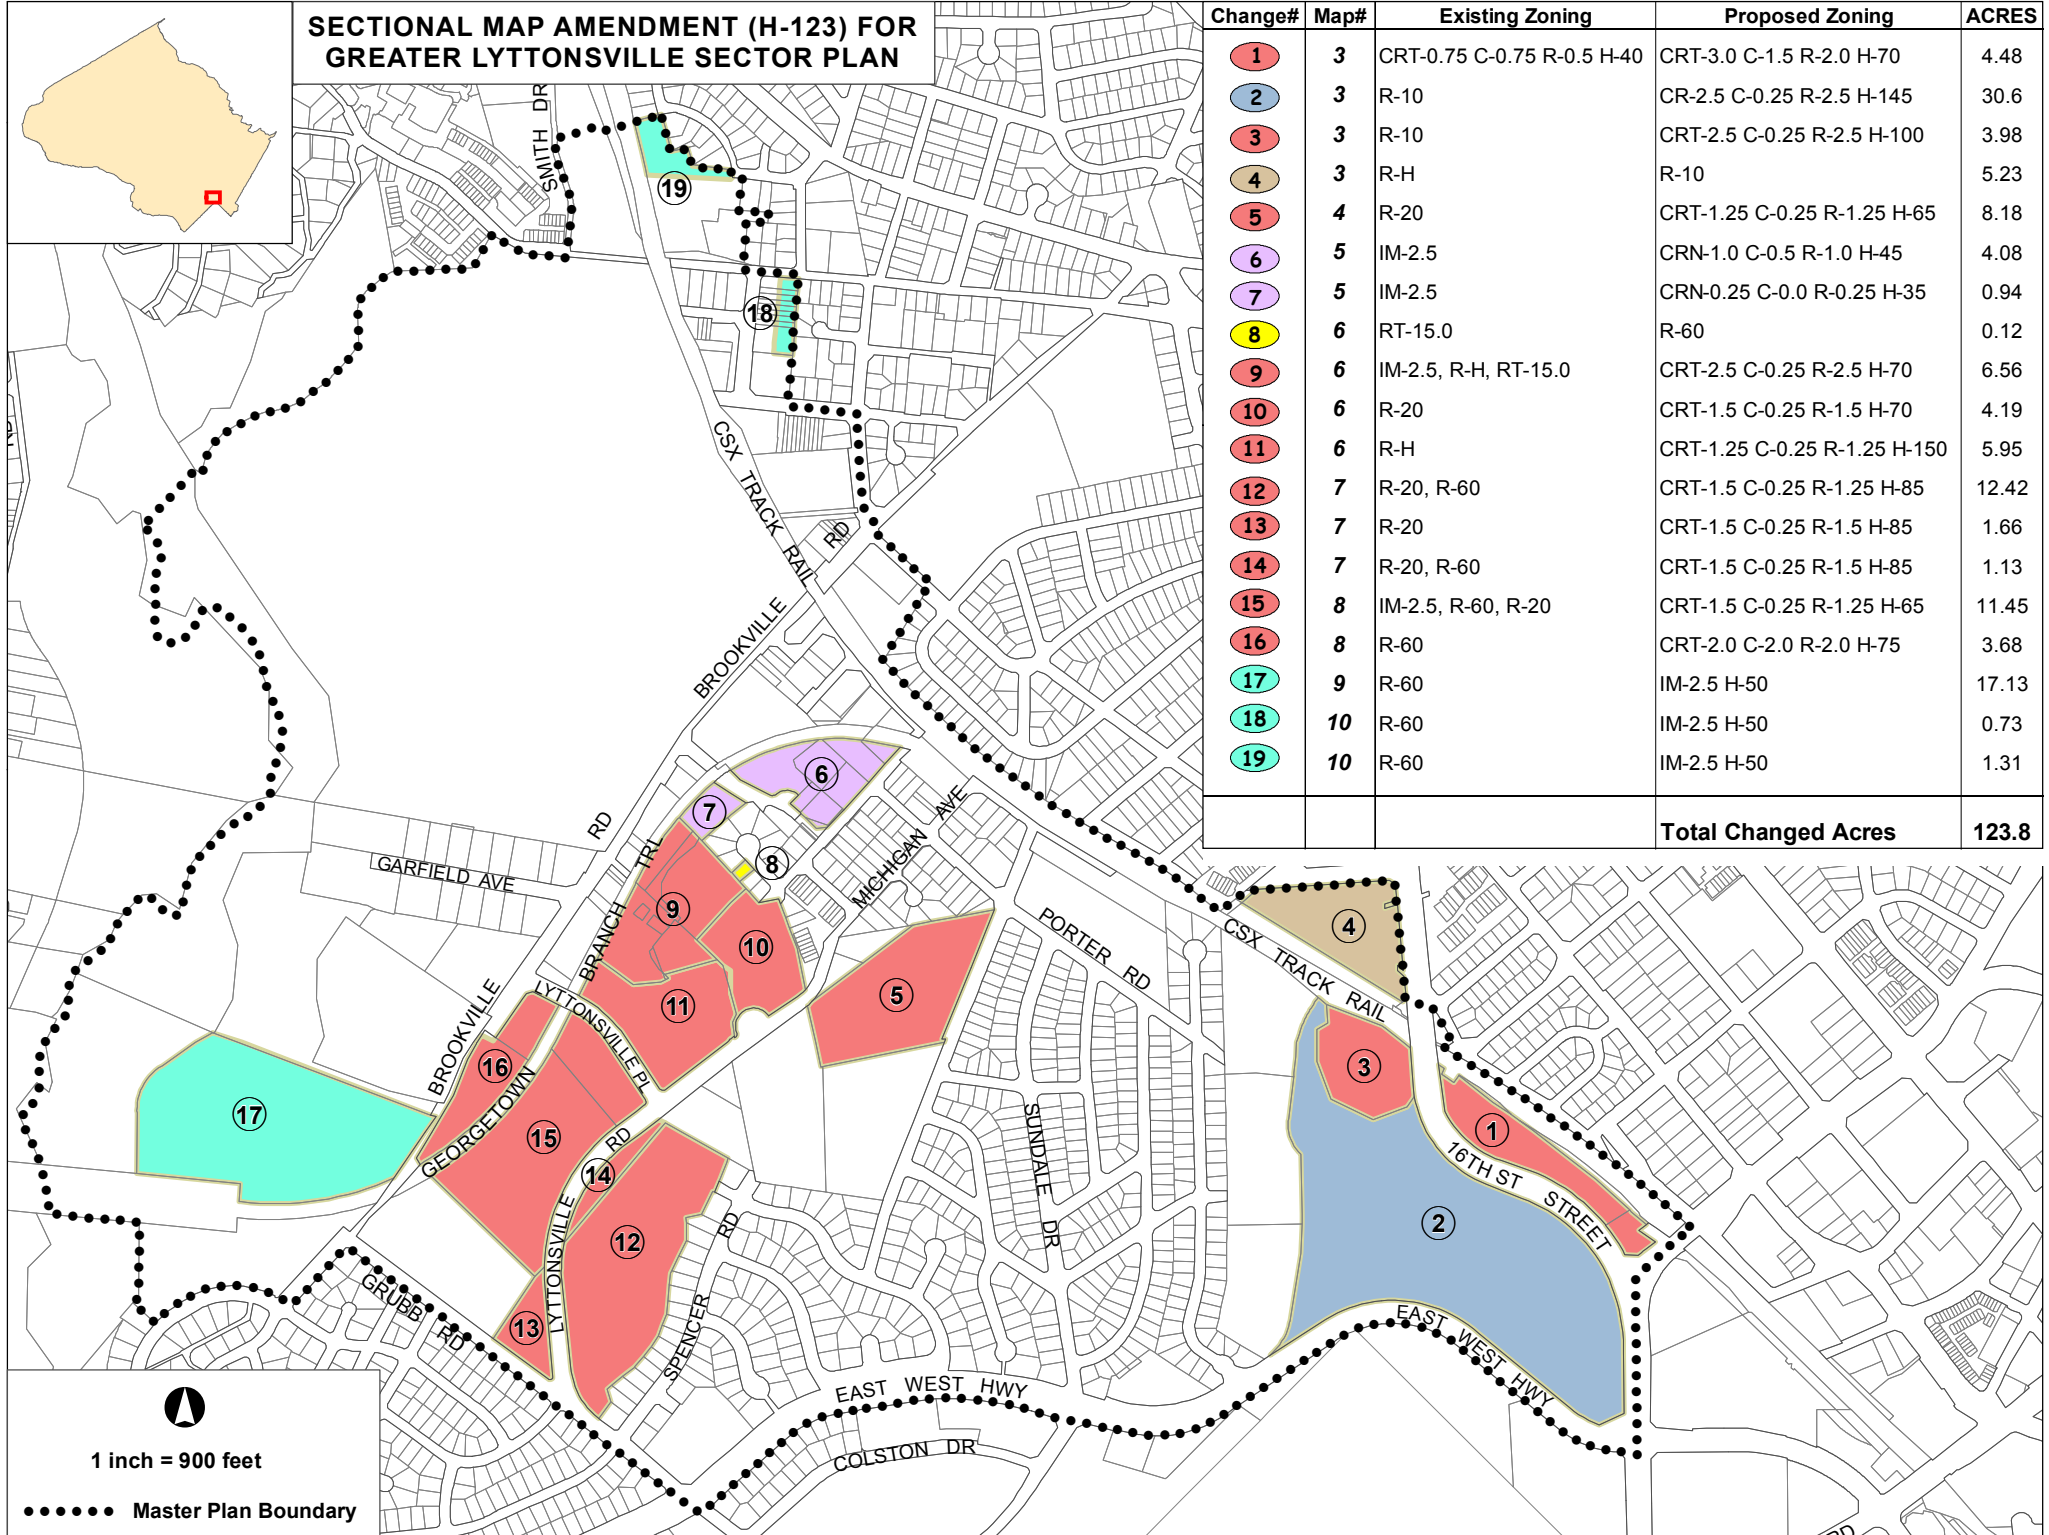 SECTIONAL MAP AMENDMENT (H-123) FOR
GREATER LYTTONSVILLE SECTOR PLAN
Change# Map# Existing Zoning Proposed Zoning ACRES
1 3 CRT-0.75 C-0.75 R-0.5 H-40 CRT-3.0 C-1.5 R-2.0 H-70 4.48
2 3 R-10 CR-2.5 C-0.25 R-2.5 H-145 30.6
3 3 R-10 CRT-2.5 C-0.25 R-2.5 H-100 3.98
4 3 R-H R-10 5.23
5 4 R-20 CRT-1.25 C-0.25 R-1.25 H-65 8.18
6 5 IM-2.5 CRN-1.0 C-0.5 R-1.0 H-45 4.08
7 5 IM-2.5 CRN-0.25 C-0.0 R-0.25 H-35 0.94
8 6 RT-15.0 R-60 0.12
9 6 IM-2.5, R-H, RT-15.0 CRT-2.5 C-0.25 R-2.5 H-70 6.56
10 6 R-20 CRT-1.5 C-0.25 R-1.5 H-70 4.19
11 6 R-H CRT-1.25 C-0.25 R-1.25 H-150 5.95
12 7 R-20, R-60 CRT-1.5 C-0.25 R-1.25 H-85 12.42
13 7 R-20 CRT-1.5 C-0.25 R-1.5 H-85 1.66
14 7 R-20, R-60 CRT-1.5 C-0.25 R-1.5 H-85 1.13
15 8 IM-2.5, R-60, R-20 CRT-1.5 C-0.25 R-1.25 H-65 11.45
16 8 R-60 CRT-2.0 C-2.0 R-2.0 H-75 3.68
17 9 R-60 IM-2.5 H-50 17.13
18 10 R-60 IM-2.5 H-50 0.73
19 10 R-60 IM-2.5 H-50 1.31
Total Changed Acres 123.8
SMITH DR
19
18
CSX TRACK RAIL
BROOKVILLE RD
6
7
8
MICHIGAN AVE
RD
GARFIELD AVE
BRANCH TRL
9
10
5
11
PORTER RD
4
CSX TRACK RAIL
LYTTONSVILLE PL
BROOKVILLE
16
3
17
GEORGETOWN
15
1
RD
14
16TH ST STREET
SUNDALE DR
2
12
LYTTONSVILLE
SPENCER RD
GRUBB RD
13
EAST WEST HWY
EAST WEST HWY
COLSTON DR
RD
1 inch = 900 feet
Master Plan Boundary